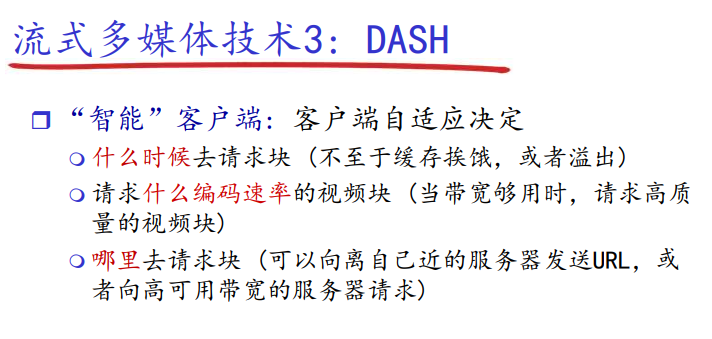 流式多媒体技术3：DASH
“智能”客户端：客户端自适应决定
什么时候去请求块（不至于缓存挨饿，或者溢出）
请求什么编码速率的视频块（当带宽够用时，请求高质
量的视频块）
哪里去请求块（可以向离自己近的服务器发送URL，或
者向高可用带宽的服务器请求）